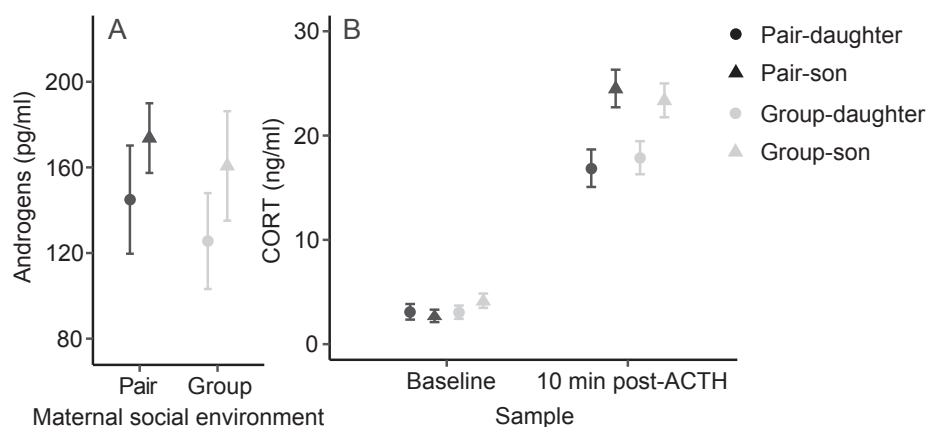 A
Androgens (pg/ml)
200
160
120
80
Pair
Group
Maternal social environment
B
CORT (ng/ml)
30
20
10
0
Baseline
10 min post-ACTH
Sample
Pair-daughter
Pair-son
Group-daughter
Group-son